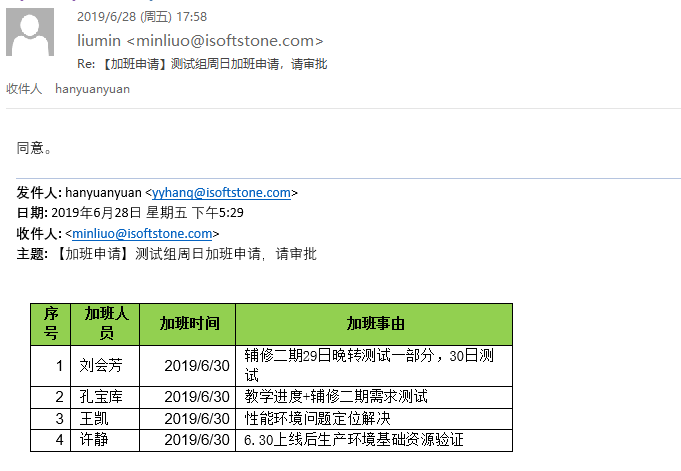 2019/6/28 (周五) 17:58
liumin <minliuo@isoftstone.com>
Re: 【加班申请】测试组周日加班申请，请审批
收件人 hanyuanyuan
同意。
发件人: hanyuanyuan <yyhanq@isoftstone.com>
日期: 2019年6月28日 星期五 下午5:29
收件人: <minliuo@isoftstone.com>
主题: 【加班申请】测试组周日加班申请，请审批
序号 加班人员 加班时间 加班事由
1 刘会芳 2019/6/30 辅修二期29日晚转测试一部分，30日测试
2 孔宝库 2019/6/30 教学进度+辅修二期需求测试
3 王凯 2019/6/30 性能环境问题定位解决
4 许静 2019/6/30 6.30上线后生产环境基础资源验证